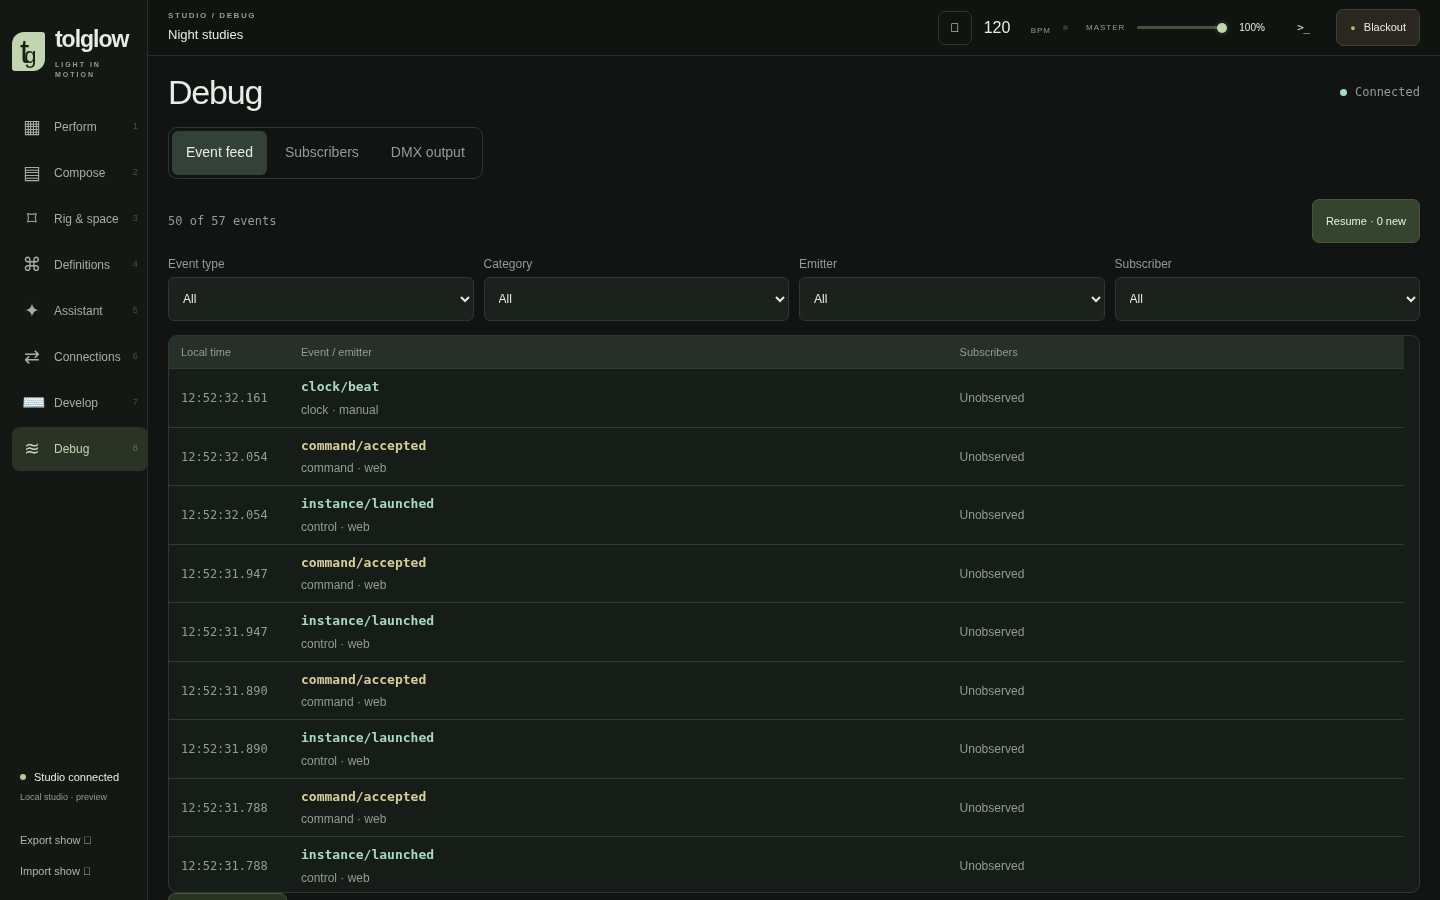 tg
tolglow
LIGHT IN
MOTION
Perform 1
Compose 2
Rig & space 3
Definitions 4
Assistant 5
Connections 6
Develop 7
Debug 8
Studio connected
Local studio · preview
Export show
Import show
STUDIO / DEBUG
Night studies
120 BPM
MASTER 100%
>_
Blackout
Debug
Connected
Event feed Subscribers DMX output
50 of 57 events
Resume · 0 new
Event type Category Emitter Subscriber
All All All All
Local time Event / emitter Subscribers
12:52:32.161 clock/beat Unobserved
clock · manual
12:52:32.054 command/accepted Unobserved
command · web
12:52:32.054 instance/launched Unobserved
control · web
12:52:31.947 command/accepted Unobserved
command · web
12:52:31.947 instance/launched Unobserved
control · web
12:52:31.890 command/accepted Unobserved
command · web
12:52:31.890 instance/launched Unobserved
control · web
12:52:31.788 command/accepted Unobserved
command · web
12:52:31.788 instance/launched Unobserved
control · web